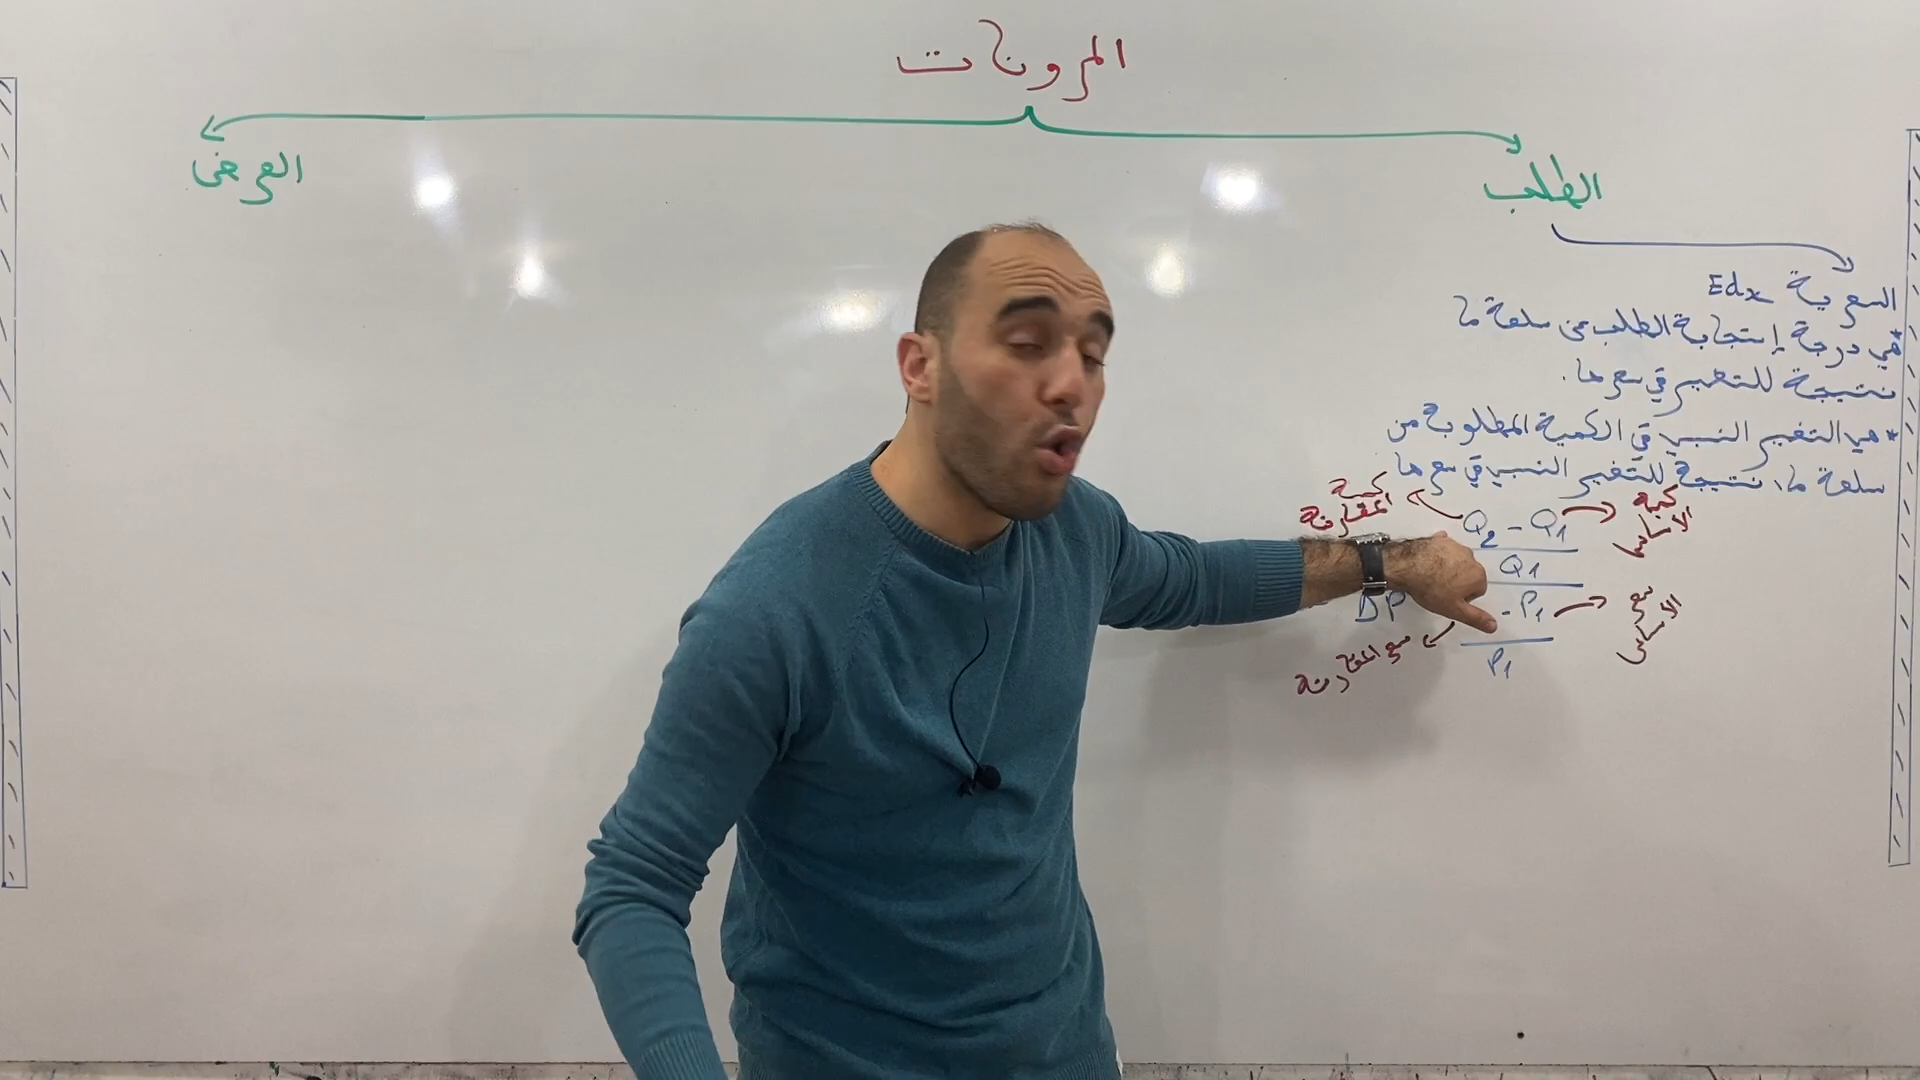 المرونات
الطلب
العرض
السعرية Edx
* هي درجة إستجابة الطلب عن سلعة ما
نتيجة للتغير في سعرها.
* هي التغير النسبي في الكمية المطلوبة من
سلعة ما، نتيجة للتغير النسبي في سعرها
كمية المقارنة
Q2 - Q1
كمية الأساس
Q1
ΔP
- P1
سعر الأساس
سعر المقارنة
P1